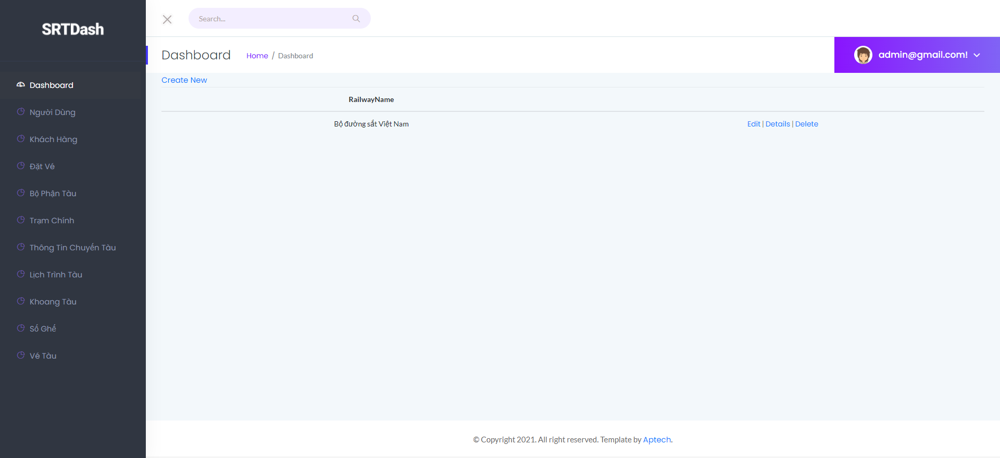 SRTDash
Search...
Dashboard
Home / Dashboard
admin@gmail.com!
Dashboard
Người Dùng
Khách Hàng
Đặt Vé
Bộ Phận Tàu
Trạm Chính
Thông Tin Chuyến Tàu
Lịch Trình Tàu
Khoang Tàu
Số Ghế
Vé Tàu
Create New
RailwayName
Bộ đường sắt Việt Nam
Edit | Details | Delete
© Copyright 2021. All right reserved. Template by Aptech.